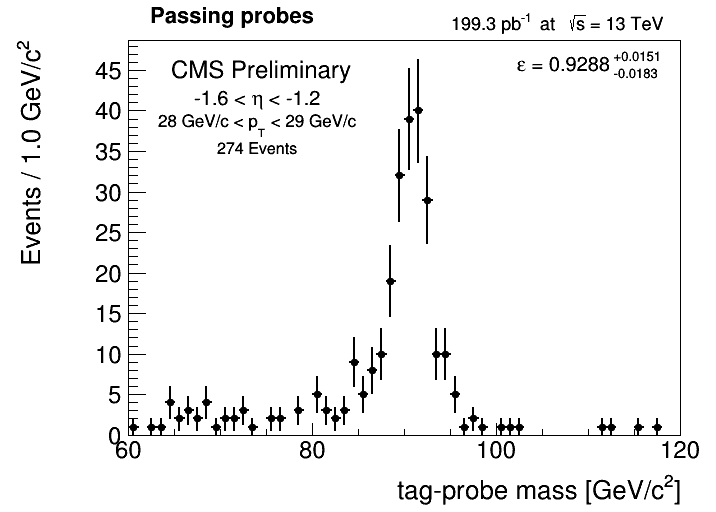 Passing probes
199.3 pb-1 at √s = 13 TeV
CMS Preliminary
ε = 0.9288 +0.0151 -0.0183
-1.6 < η < -1.2
28 GeV/c < pT < 29 GeV/c
274 Events
Events / 1.0 GeV/c2
45
40
35
30
25
20
15
10
5
0
60 80 100 120
tag-probe mass [GeV/c2]